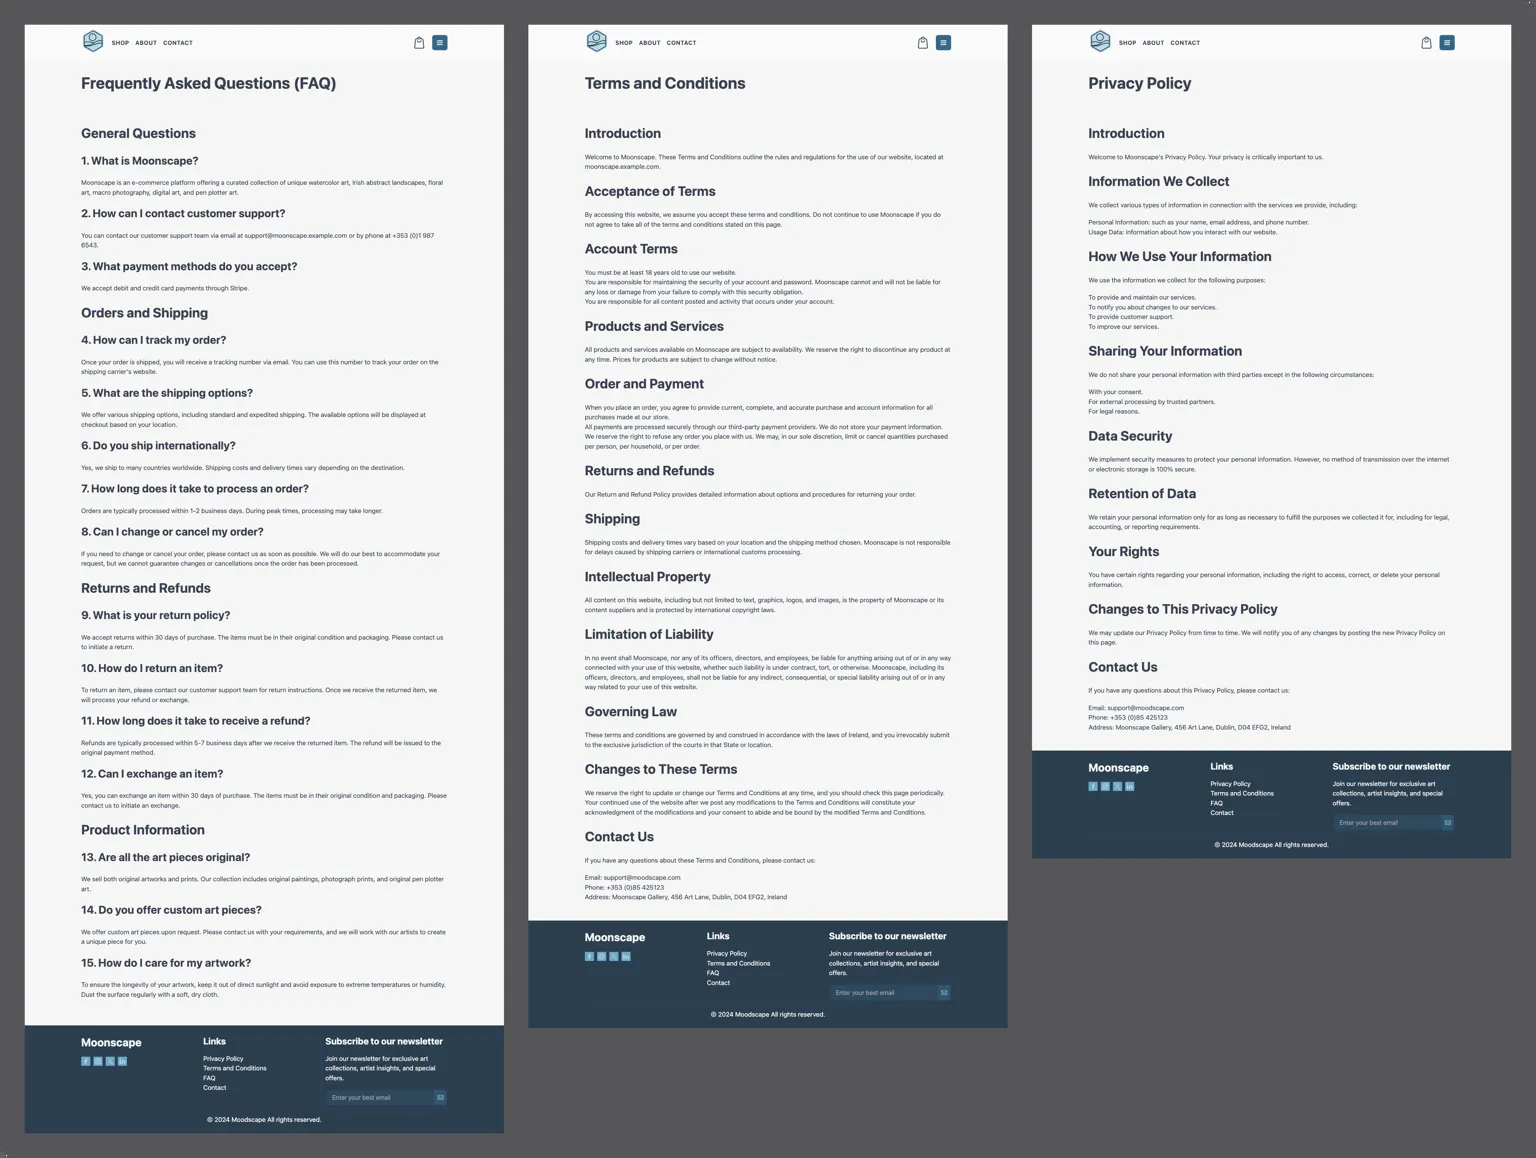 SHOP ABOUT CONTACT
Frequently Asked Questions (FAQ)
General Questions
1. What is Moonscape?
Moonscape is an e-commerce platform offering a curated collection of unique watercolor art, Irish abstract landscapes, floral
art, macro photography, digital art, and pen plotter art.
2. How can I contact customer support?
You can contact our customer support team via email at support@moonscape.example.com or by phone at +353 (0)1 987
6543.
3. What payment methods do you accept?
We accept debit and credit card payments through Stripe.
Orders and Shipping
4. How can I track my order?
Once your order is shipped, you will receive a tracking number via email. You can use this number to track your order on the
shipping carrier's website.
5. What are the shipping options?
We offer various shipping options, including standard and expedited shipping. The available options will be displayed at
checkout based on your location.
6. Do you ship internationally?
Yes, we ship to many countries worldwide. Shipping costs and delivery times vary depending on the destination.
7. How long does it take to process an order?
Orders are typically processed within 1-2 business days. During peak times, processing may take longer.
8. Can I change or cancel my order?
If you need to change or cancel your order, please contact us as soon as possible. We will do our best to accommodate your
request, but we cannot guarantee changes or cancellations once the order has been processed.
Returns and Refunds
9. What is your return policy?
We accept returns within 30 days of purchase. The items must be in their original condition and packaging. Please contact us
to initiate a return.
10. How do I return an item?
To return an item, please contact our customer support team for return instructions. Once we receive the returned item, we
will process your refund or exchange.
11. How long does it take to receive a refund?
Refunds are typically processed within 5-7 business days after we receive the returned item. The refund will be issued to the
original payment method.
12. Can I exchange an item?
Yes, you can exchange an item within 30 days of purchase. The items must be in their original condition and packaging. Please
contact us to initiate an exchange.
Product Information
13. Are all the art pieces original?
We sell both original artworks and prints. Our collection includes original paintings, photograph prints, and original pen plotter
art.
14. Do you offer custom art pieces?
We offer custom art pieces upon request. Please contact us with your requirements, and we will work with our artists to create
a unique piece for you.
15. How do I care for my artwork?
To ensure the longevity of your artwork, keep it out of direct sunlight and avoid exposure to extreme temperatures or humidity.
Dust the surface regularly with a soft, dry cloth.
Moonscape
Links
Privacy Policy
Terms and Conditions
FAQ
Contact
Subscribe to our newsletter
Join our newsletter for exclusive art
collections, artist insights, and special
offers.
Enter your best email
© 2024 Moodscape All rights reserved.
SHOP ABOUT CONTACT
Terms and Conditions
Introduction
Welcome to Moonscape. These Terms and Conditions outline the rules and regulations for the use of our website, located at
moonscape.example.com.
Acceptance of Terms
By accessing this website, we assume you accept these terms and conditions. Do not continue to use Moonscape if you do
not agree to take all of the terms and conditions stated on this page.
Account Terms
You must be at least 18 years old to use our website.
You are responsible for maintaining the security of your account and password. Moonscape cannot and will not be liable for
any loss or damage from your failure to comply with this security obligation.
You are responsible for all content posted and activity that occurs under your account.
Products and Services
All products and services available on Moonscape are subject to availability. We reserve the right to discontinue any product at
any time. Prices for products are subject to change without notice.
Order and Payment
When you place an order, you agree to provide current, complete, and accurate purchase and account information for all
purchases made at our store.
All payments are processed securely through our third-party payment providers. We do not store your payment information.
We reserve the right to refuse any order you place with us. We may, in our sole discretion, limit or cancel quantities purchased
per person, per household, or per order.
Returns and Refunds
Our Return and Refund Policy provides detailed information about options and procedures for returning your order.
Shipping
Shipping costs and delivery times vary based on your location and the shipping method chosen. Moonscape is not responsible
for delays caused by shipping carriers or international customs processing.
Intellectual Property
All content on this website, including but not limited to text, graphics, logos, and images, is the property of Moonscape or its
content suppliers and is protected by international copyright laws.
Limitation of Liability
In no event shall Moonscape, nor any of its officers, directors, and employees, be liable for anything arising out of or in any way
connected with your use of this website, whether such liability is under contract, tort, or otherwise. Moonscape, including its
officers, directors, and employees, shall not be liable for any indirect, consequential, or special liability arising out of or in any
way related to your use of this website.
Governing Law
These terms and conditions are governed by and construed in accordance with the laws of Ireland, and you irrevocably submit
to the exclusive jurisdiction of the courts in that State or location.
Changes to These Terms
We reserve the right to update or change our Terms and Conditions at any time, and you should check this page periodically.
Your continued use of the website after we post any modifications to the Terms and Conditions will constitute your
acknowledgment of the modifications and your consent to abide and be bound by the modified Terms and Conditions.
Contact Us
If you have any questions about these Terms and Conditions, please contact us:
Email: support@moodscape.com
Phone: +353 (0)85 425123
Address: Moonscape Gallery, 456 Art Lane, Dublin, D04 EFG2, Ireland
Moonscape
Links
Privacy Policy
Terms and Conditions
FAQ
Contact
Subscribe to our newsletter
Join our newsletter for exclusive art
collections, artist insights, and special
offers.
Enter your best email
© 2024 Moodscape All rights reserved.
SHOP ABOUT CONTACT
Privacy Policy
Introduction
Welcome to Moonscape's Privacy Policy. Your privacy is critically important to us.
Information We Collect
We collect various types of information in connection with the services we provide, including:
Personal Information: such as your name, email address, and phone number.
Usage Data: information about how you interact with our website.
How We Use Your Information
We use the information we collect for the following purposes:
To provide and maintain our services.
To notify you about changes to our services.
To provide customer support.
To improve our services.
Sharing Your Information
We do not share your personal information with third parties except in the following circumstances:
With your consent.
For external processing by trusted partners.
For legal reasons.
Data Security
We implement security measures to protect your personal information. However, no method of transmission over the internet
or electronic storage is 100% secure.
Retention of Data
We retain your personal information only for as long as necessary to fulfill the purposes we collected it for, including for legal,
accounting, or reporting requirements.
Your Rights
You have certain rights regarding your personal information, including the right to access, correct, or delete your personal
information.
Changes to This Privacy Policy
We may update our Privacy Policy from time to time. We will notify you of any changes by posting the new Privacy Policy on
this page.
Contact Us
If you have any questions about this Privacy Policy, please contact us:
Email: support@moodscape.com
Phone: +353 (0)85 425123
Address: Moonscape Gallery, 456 Art Lane, Dublin, D04 EFG2, Ireland
Moonscape
Links
Privacy Policy
Terms and Conditions
FAQ
Contact
Subscribe to our newsletter
Join our newsletter for exclusive art
collections, artist insights, and special
offers.
Enter your best email
© 2024 Moodscape All rights reserved.